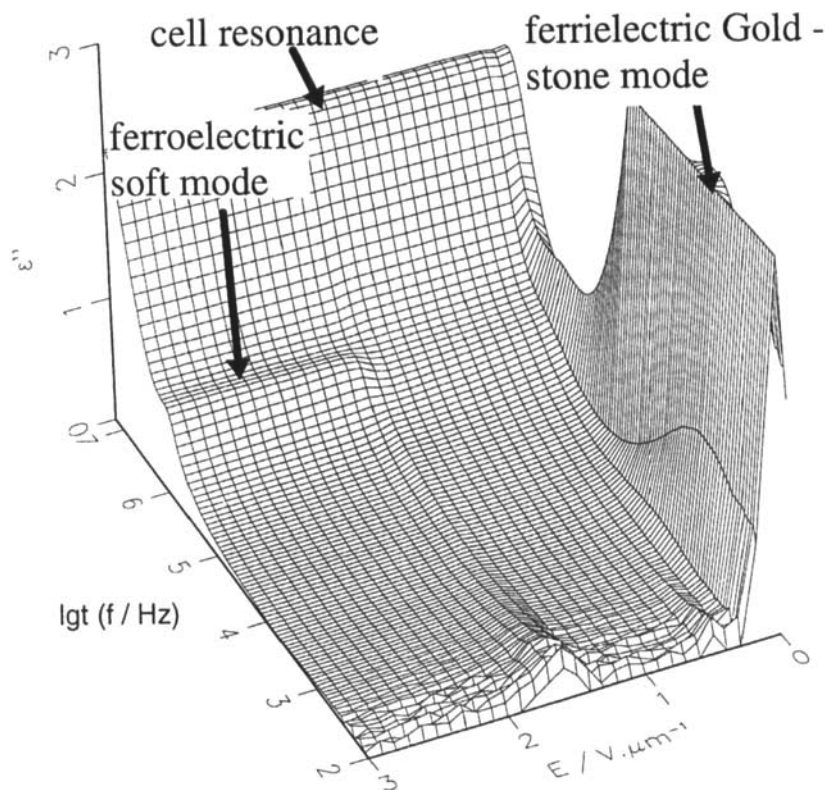 cell resonance
ferrielectric Gold -
stone mode
ferroelectric
soft mode
3
2
1
0
ε''
7
6
5
4
3
2
lgt (f / Hz)
3
2
1
0
E / V.μm⁻¹